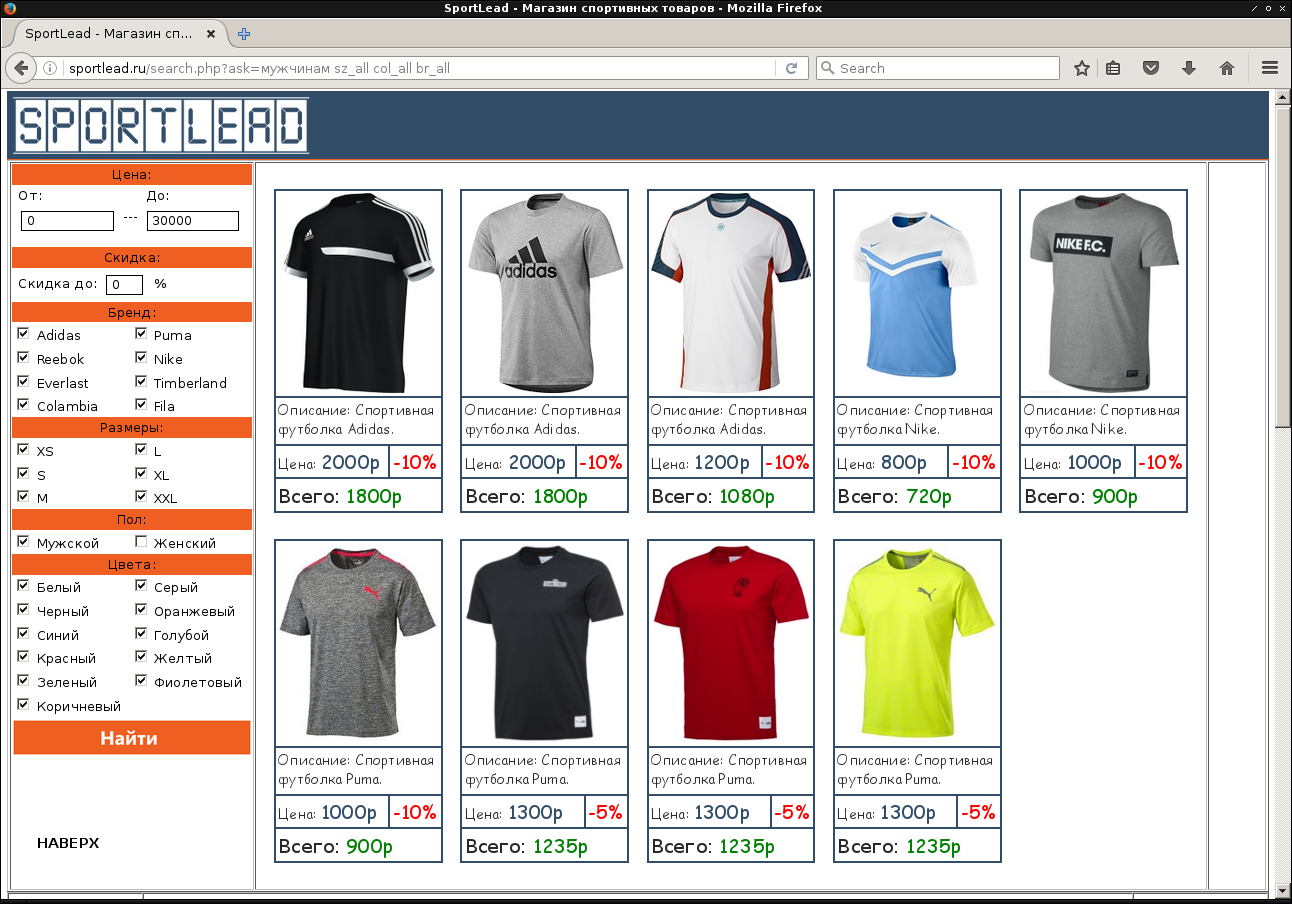 SportLead - Магазин спортивных товаров - Mozilla Firefox
SportLead - Магазин сп...
sportlead.ru/search.php?ask=мужчинам sz_all col_all br_all
Search
SPORTLEAD
Цена:
От: До:
0 --- 30000
Скидка:
Скидка до: 0 %
Бренд:
Adidas Puma
Reebok Nike
Everlast Timberland
Colambia Fila
Размеры:
XS L
S XL
M XXL
Пол:
Мужской Женский
Цвета:
Белый Серый
Черный Оранжевый
Синий Голубой
Красный Желтый
Зеленый Фиолетовый
Коричневый
Найти
НАВЕРХ
adidas
NIKE F.C.
Описание: Спортивная
футболка Adidas.
Цена: 2000р -10%
Всего: 1800р
Описание: Спортивная
футболка Adidas.
Цена: 2000р -10%
Всего: 1800р
Описание: Спортивная
футболка Adidas.
Цена: 1200р -10%
Всего: 1080р
Описание: Спортивная
футболка Nike.
Цена: 800р -10%
Всего: 720р
Описание: Спортивная
футболка Nike.
Цена: 1000р -10%
Всего: 900р
Описание: Спортивная
футболка Puma.
Цена: 1000р -10%
Всего: 900р
Описание: Спортивная
футболка Puma.
Цена: 1300р -5%
Всего: 1235р
Описание: Спортивная
футболка Puma.
Цена: 1300р -5%
Всего: 1235р
Описание: Спортивная
футболка Puma.
Цена: 1300р -5%
Всего: 1235р